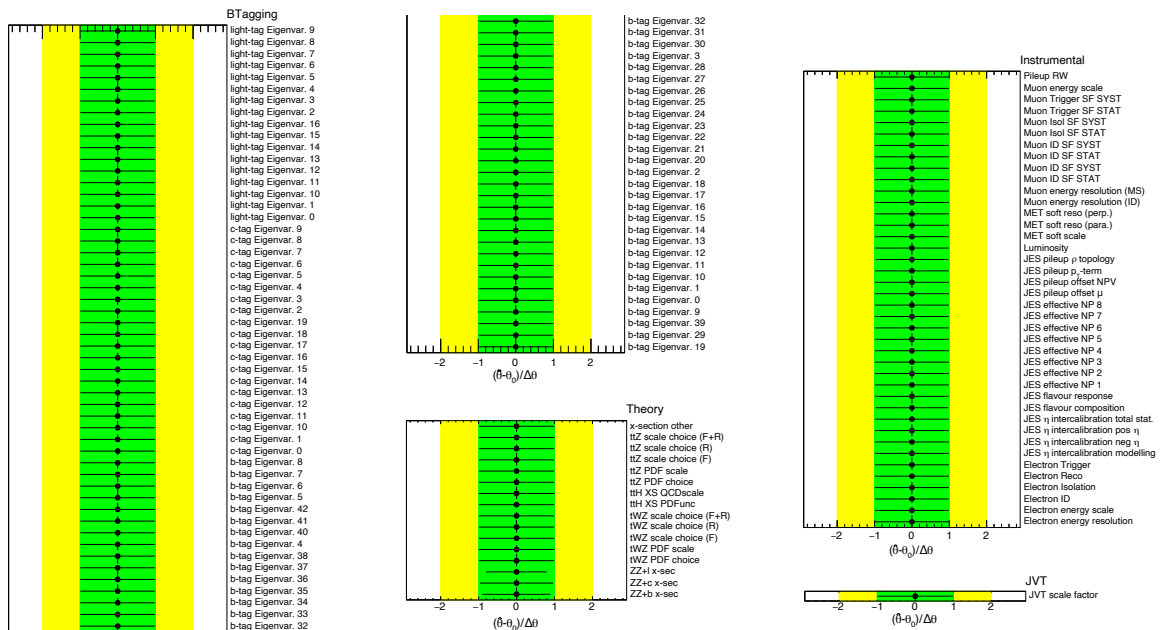 BTagging
light-tag Eigenvar. 9
light-tag Eigenvar. 8
light-tag Eigenvar. 7
light-tag Eigenvar. 6
light-tag Eigenvar. 5
light-tag Eigenvar. 4
light-tag Eigenvar. 3
light-tag Eigenvar. 2
light-tag Eigenvar. 16
light-tag Eigenvar. 15
light-tag Eigenvar. 14
light-tag Eigenvar. 13
light-tag Eigenvar. 12
light-tag Eigenvar. 11
light-tag Eigenvar. 10
light-tag Eigenvar. 1
light-tag Eigenvar. 0
c-tag Eigenvar. 9
c-tag Eigenvar. 8
c-tag Eigenvar. 7
c-tag Eigenvar. 6
c-tag Eigenvar. 5
c-tag Eigenvar. 4
c-tag Eigenvar. 3
c-tag Eigenvar. 2
c-tag Eigenvar. 19
c-tag Eigenvar. 18
c-tag Eigenvar. 17
c-tag Eigenvar. 16
c-tag Eigenvar. 15
c-tag Eigenvar. 14
c-tag Eigenvar. 13
c-tag Eigenvar. 12
c-tag Eigenvar. 11
c-tag Eigenvar. 10
c-tag Eigenvar. 1
c-tag Eigenvar. 0
b-tag Eigenvar. 8
b-tag Eigenvar. 7
b-tag Eigenvar. 6
b-tag Eigenvar. 5
b-tag Eigenvar. 42
b-tag Eigenvar. 41
b-tag Eigenvar. 40
b-tag Eigenvar. 4
b-tag Eigenvar. 38
b-tag Eigenvar. 37
b-tag Eigenvar. 36
b-tag Eigenvar. 35
b-tag Eigenvar. 34
b-tag Eigenvar. 33
b-tag Eigenvar. 32
b-tag Eigenvar. 32
b-tag Eigenvar. 31
b-tag Eigenvar. 30
b-tag Eigenvar. 3
b-tag Eigenvar. 28
b-tag Eigenvar. 27
b-tag Eigenvar. 26
b-tag Eigenvar. 25
b-tag Eigenvar. 24
b-tag Eigenvar. 23
b-tag Eigenvar. 22
b-tag Eigenvar. 21
b-tag Eigenvar. 20
b-tag Eigenvar. 2
b-tag Eigenvar. 18
b-tag Eigenvar. 17
b-tag Eigenvar. 16
b-tag Eigenvar. 15
b-tag Eigenvar. 14
b-tag Eigenvar. 13
b-tag Eigenvar. 12
b-tag Eigenvar. 11
b-tag Eigenvar. 10
b-tag Eigenvar. 1
b-tag Eigenvar. 0
b-tag Eigenvar. 9
b-tag Eigenvar. 39
b-tag Eigenvar. 29
b-tag Eigenvar. 19
−2 −1 0 1 2
(θ̂-θ₀)/Δθ
Theory
x-section other
ttZ scale choice (F+R)
ttZ scale choice (R)
ttZ scale choice (F)
ttZ PDF scale
ttZ PDF choice
ttH XS QCDscale
ttH XS PDFunc
tWZ scale choice (F+R)
tWZ scale choice (R)
tWZ scale choice (F)
tWZ PDF scale
tWZ PDF choice
ZZ+l x-sec
ZZ+c x-sec
ZZ+b x-sec
−2 −1 0 1 2
(θ̂-θ₀)/Δθ
Instrumental
Pileup RW
Muon energy scale
Muon Trigger SF SYST
Muon Trigger SF STAT
Muon Isol SF SYST
Muon Isol SF STAT
Muon ID SF SYST
Muon ID SF STAT
Muon ID SF SYST
Muon ID SF STAT
Muon energy resolution (MS)
Muon energy resolution (ID)
MET soft reso (perp.)
MET soft reso (para.)
MET soft scale
Luminosity
JES pileup ρ topology
JES pileup p_T-term
JES pileup offset NPV
JES pileup offset μ
JES effective NP 8
JES effective NP 7
JES effective NP 6
JES effective NP 5
JES effective NP 4
JES effective NP 3
JES effective NP 2
JES effective NP 1
JES flavour response
JES flavour composition
JES η intercalibration total stat.
JES η intercalibration pos η
JES η intercalibration neg η
JES η intercalibration modelling
Electron Trigger
Electron Reco
Electron Isolation
Electron ID
Electron energy scale
Electron energy resolution
−2 −1 0 1 2
(θ̂-θ₀)/Δθ
JVT
JVT scale factor
−2 −1 0 1 2
(θ̂-θ₀)/Δθ